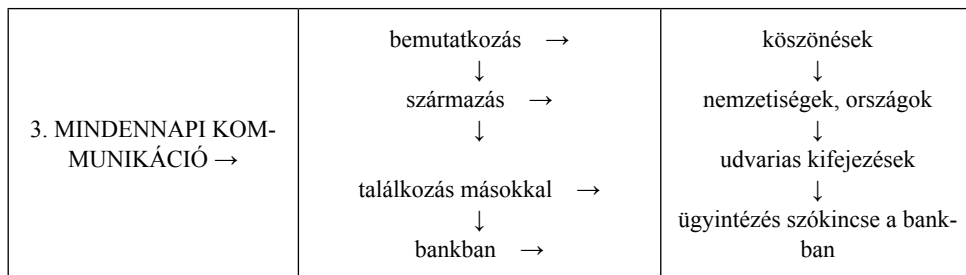 3. MINDENNAPI KOM-
MUNIKÁCIÓ →
bemutatkozás →
↓
származás →
↓
találkozás másokkal →
↓
bankban →
köszönések
↓
nemzetiségek, országok
↓
udvarias kifejezések
↓
ügyintézés szókincse a bank-
ban